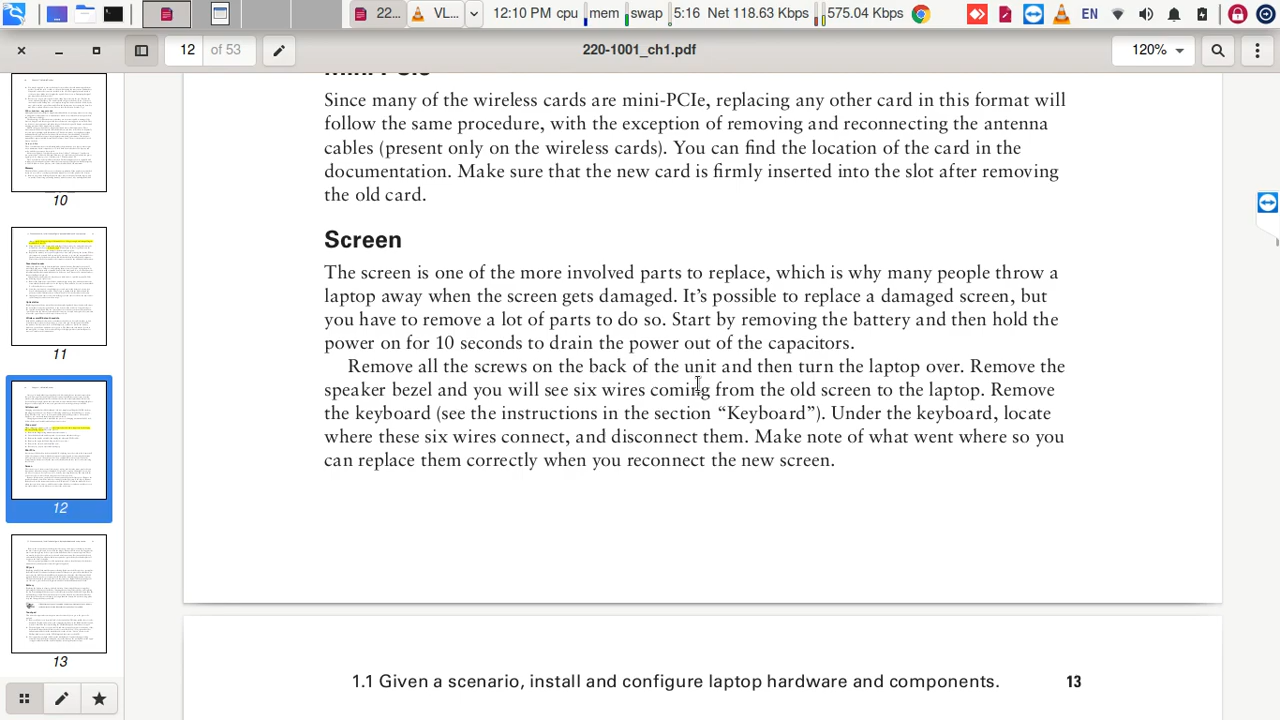 22...
VL...
12:10 PM cpu
mem
swap
5:16 Net 118.63 Kbps
575.04 Kbps
EN
12 of 53
220-1001_ch1.pdf
120%
10
11
12
13
Mini-PCIe
Since many of the wireless cards are mini-PCIe, replacing any other card in this format will
follow the same procedure, with the exception of removing and reconnecting the antenna
cables (present only on the wireless cards). You can find the location of the card in the
documentation. Make sure that the new card is firmly inserted into the slot after removing
the old card.
Screen
The screen is one of the more involved parts to replace, which is why many people throw a
laptop away when the screen gets damaged. It's possible to replace a damaged screen, but
you have to remove a lot of parts to do so. Start by removing the battery and then hold the
power on for 10 seconds to drain the power out of the capacitors.
Remove all the screws on the back of the unit and then turn the laptop over. Remove the
speaker bezel and you will see six wires coming from the old screen to the laptop. Remove
the keyboard (see the instructions in the section “Keyboard”). Under the keyboard, locate
where these six wires connect, and disconnect them. Make note of what went where so you
can replace them correctly when you reconnect the new screen.
1.1 Given a scenario, install and configure laptop hardware and components. 13